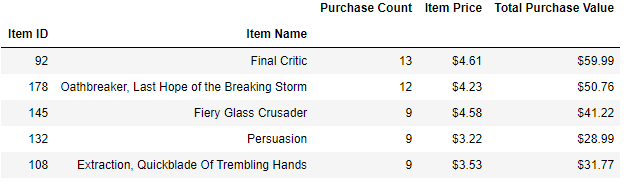 Purchase Count Item Price Total Purchase Value
Item ID Item Name
92 Final Critic 13 $4.61 $59.99
178 Oathbreaker, Last Hope of the Breaking Storm 12 $4.23 $50.76
145 Fiery Glass Crusader 9 $4.58 $41.22
132 Persuasion 9 $3.22 $28.99
108 Extraction, Quickblade Of Trembling Hands 9 $3.53 $31.77